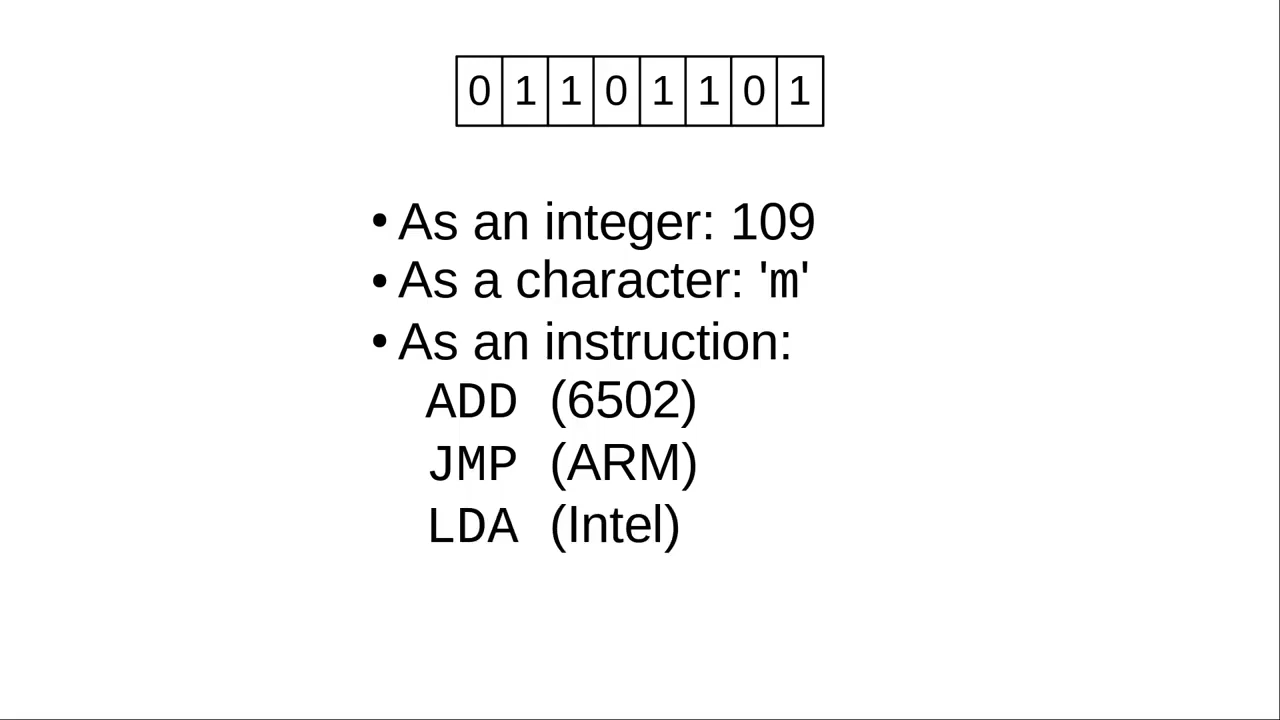 0 1 1 0 1 1 0 1
• As an integer: 109
• As a character: 'm'
• As an instruction:
ADD (6502)
JMP (ARM)
LDA (Intel)